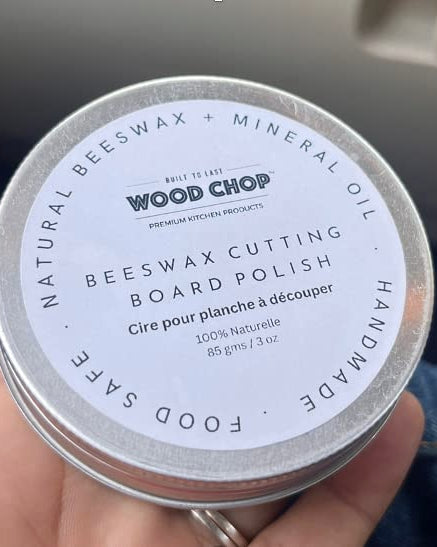 NATURAL BEESWAX + MINERAL OIL · HANDMADE · FOOD SAFE ·
BUILT TO LAST
WOOD CHOP™
PREMIUM KITCHEN PRODUCTS
BEESWAX CUTTING
BOARD POLISH
Cire pour planche à découper
100% Naturelle
85 gms / 3 oz